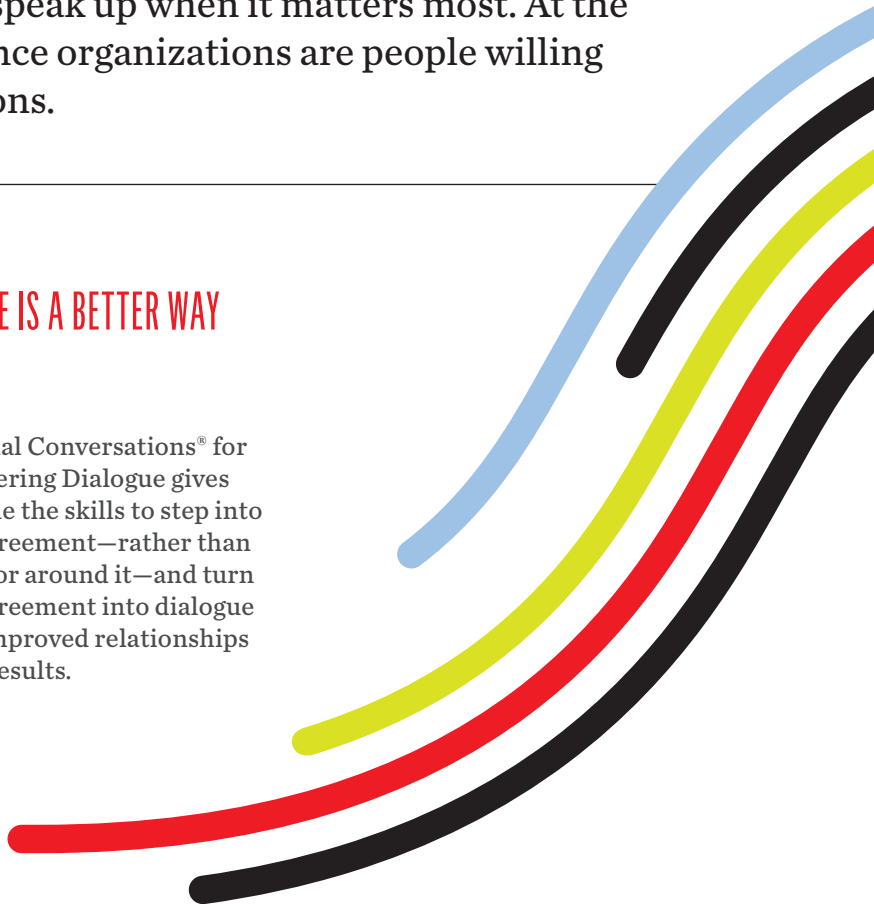 speak up when it matters most. At the
nce organizations are people willing
ons.
E IS A BETTER WAY
al Conversations® for
ering Dialogue gives
le the skills to step into
reement—rather than
or around it—and turn
reement into dialogue
mproved relationships
esults.